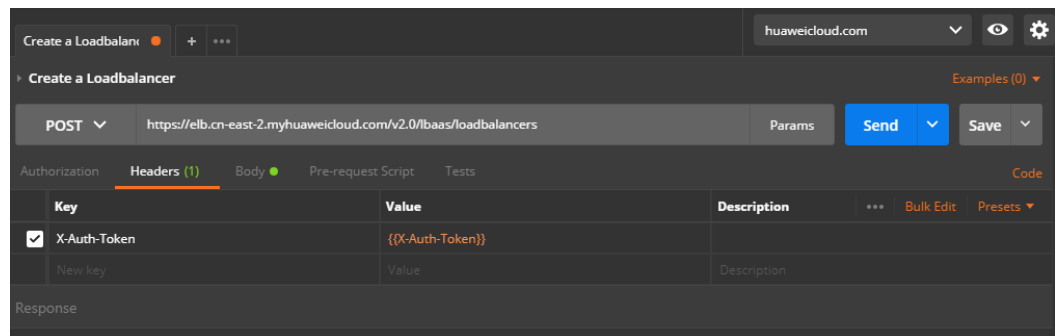 Create a Loadbalan
+ •••
huaweicloud.com
Create a Loadbalancer
Examples (0)
POST https://elb.cn-east-2.myhuaweicloud.com/v2.0/lbaas/loadbalancers Params Send Save
Authorization Headers (1) Body Pre-request Script Tests Code
Key Value Description ••• Bulk Edit Presets
X-Auth-Token {{X-Auth-Token}}
New key Value Description
Response